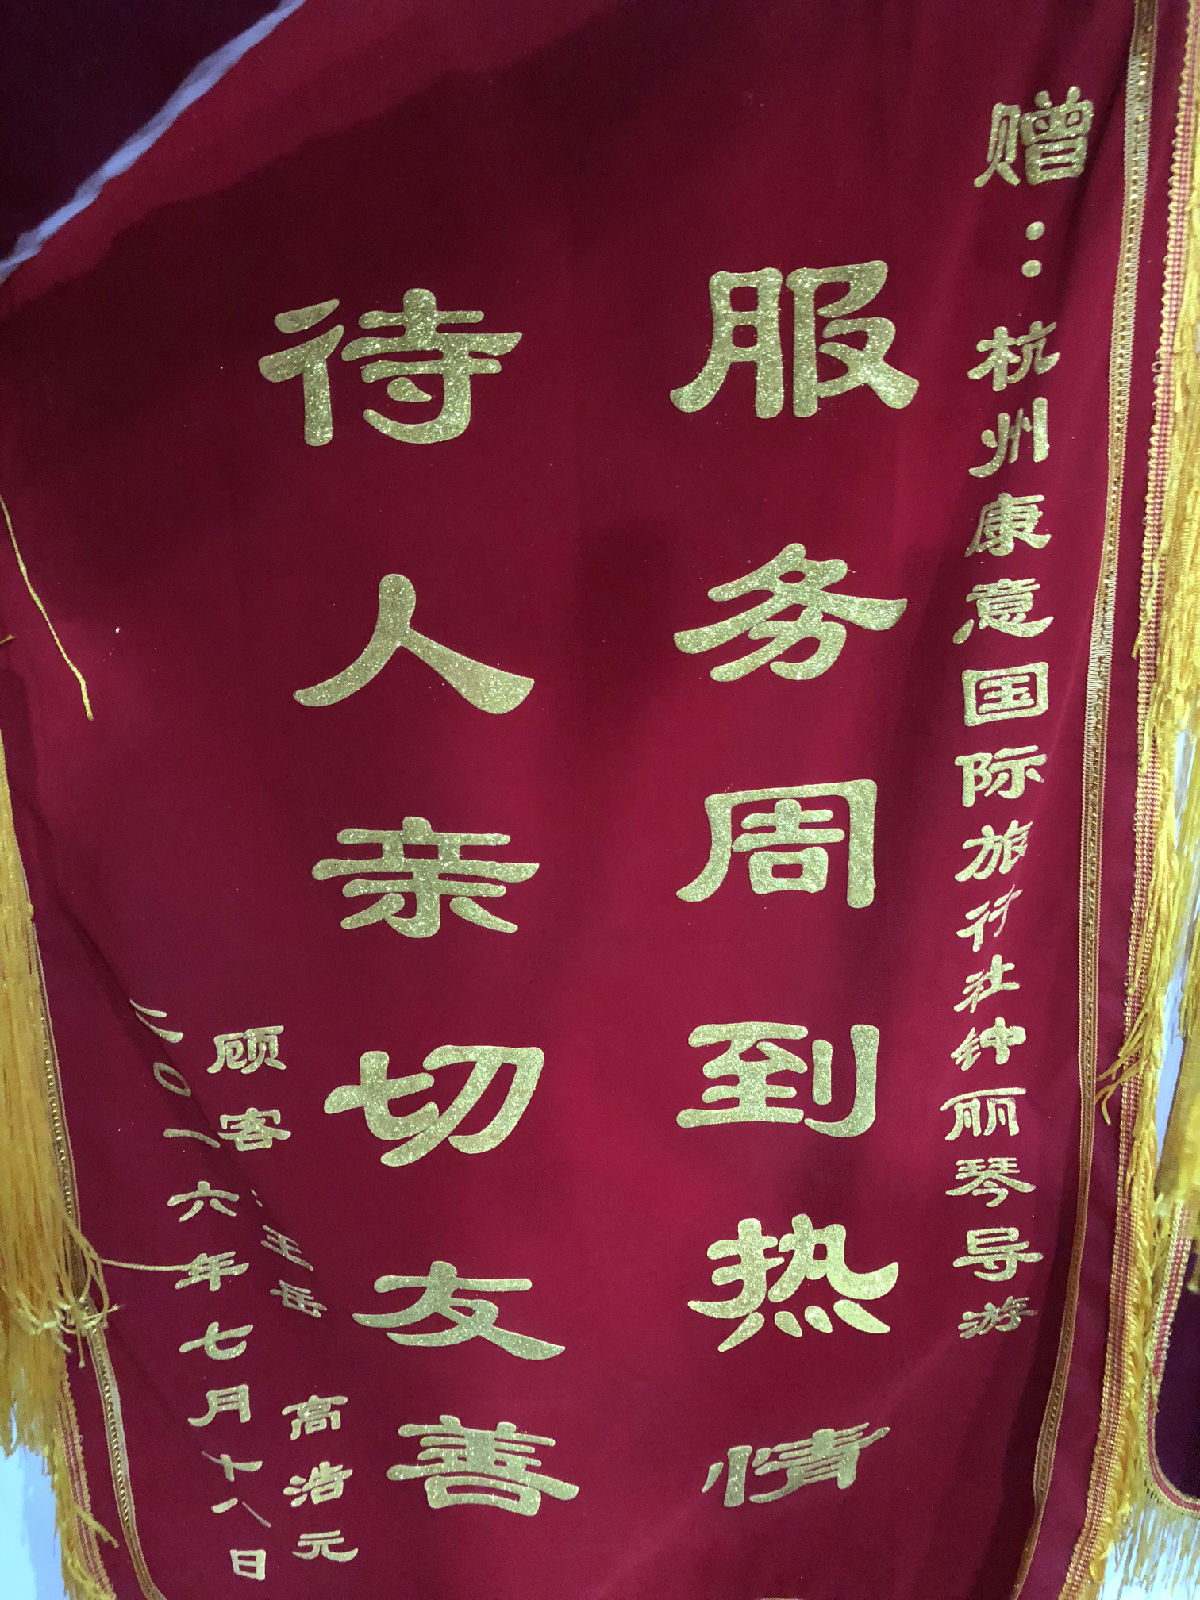 赠：杭州康意国际旅行社钟丽琴导游
服务周到热情
待人亲切友善
顾客：王岳 高浩元
二0一六年七月十八日